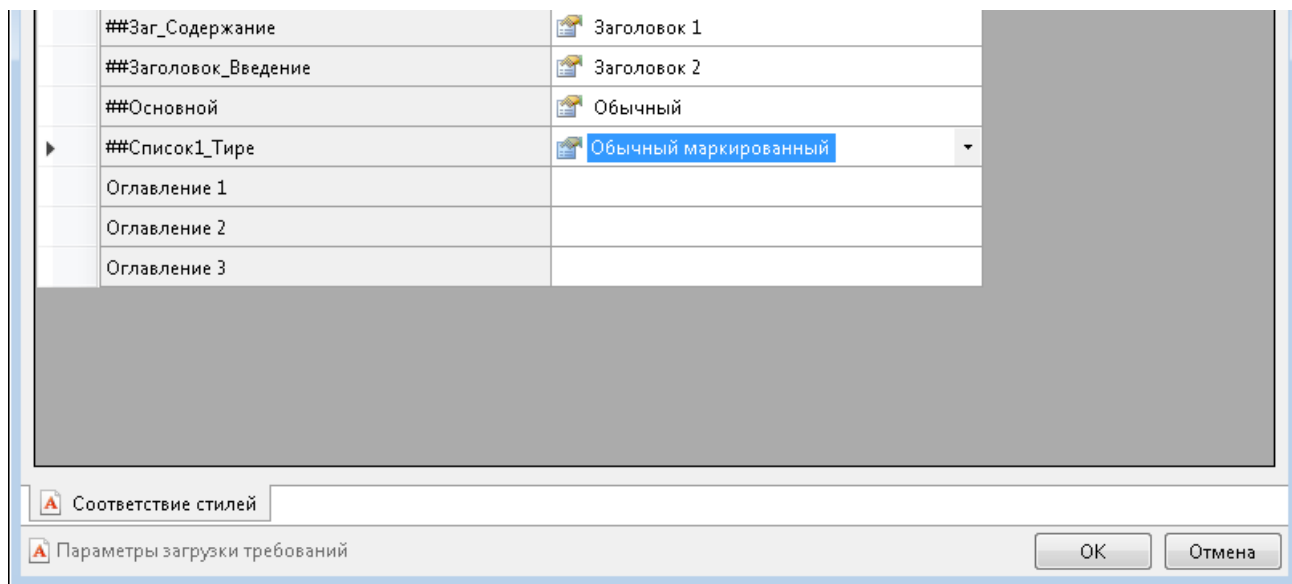 ##Заг_Содержание Заголовок 1
##Заголовок_Введение Заголовок 2
##Основной Обычный
##Список1_Тире Обычный маркированный
Оглавление 1
Оглавление 2
Оглавление 3
Соответствие стилей
Параметры загрузки требований OK Отмена